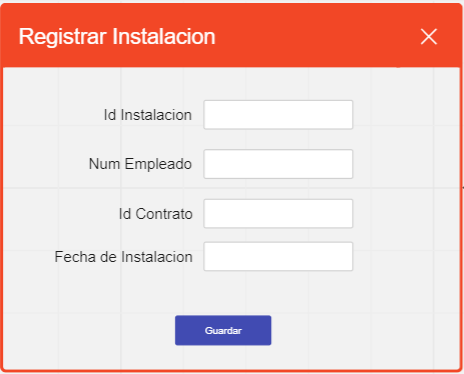 Registrar Instalacion
Id Instalacion
Num Empleado
Id Contrato
Fecha de Instalacion
Guardar